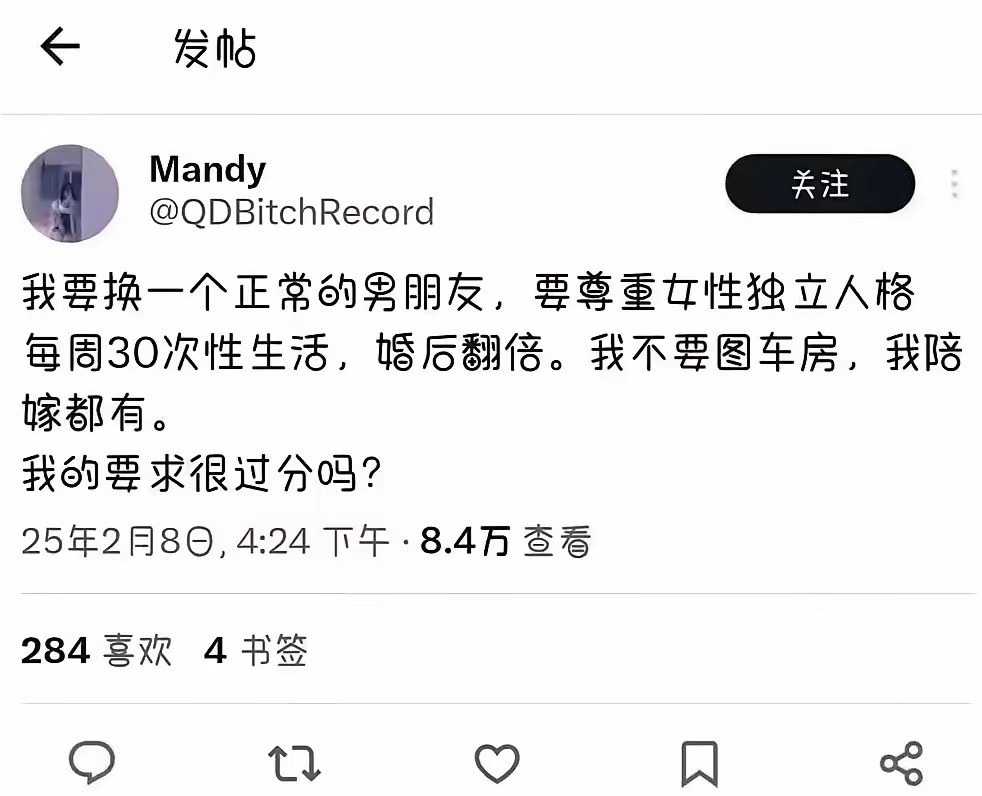 发帖
Mandy
@QDBitchRecord
关注
我要换一个正常的男朋友，要尊重女性独立人格
每周30次性生活，婚后翻倍。我不要图车房，我陪
嫁都有。
我的要求很过分吗？
25年2月8日, 4:24 下午 · 8.4万 查看
284 喜欢 4 书签